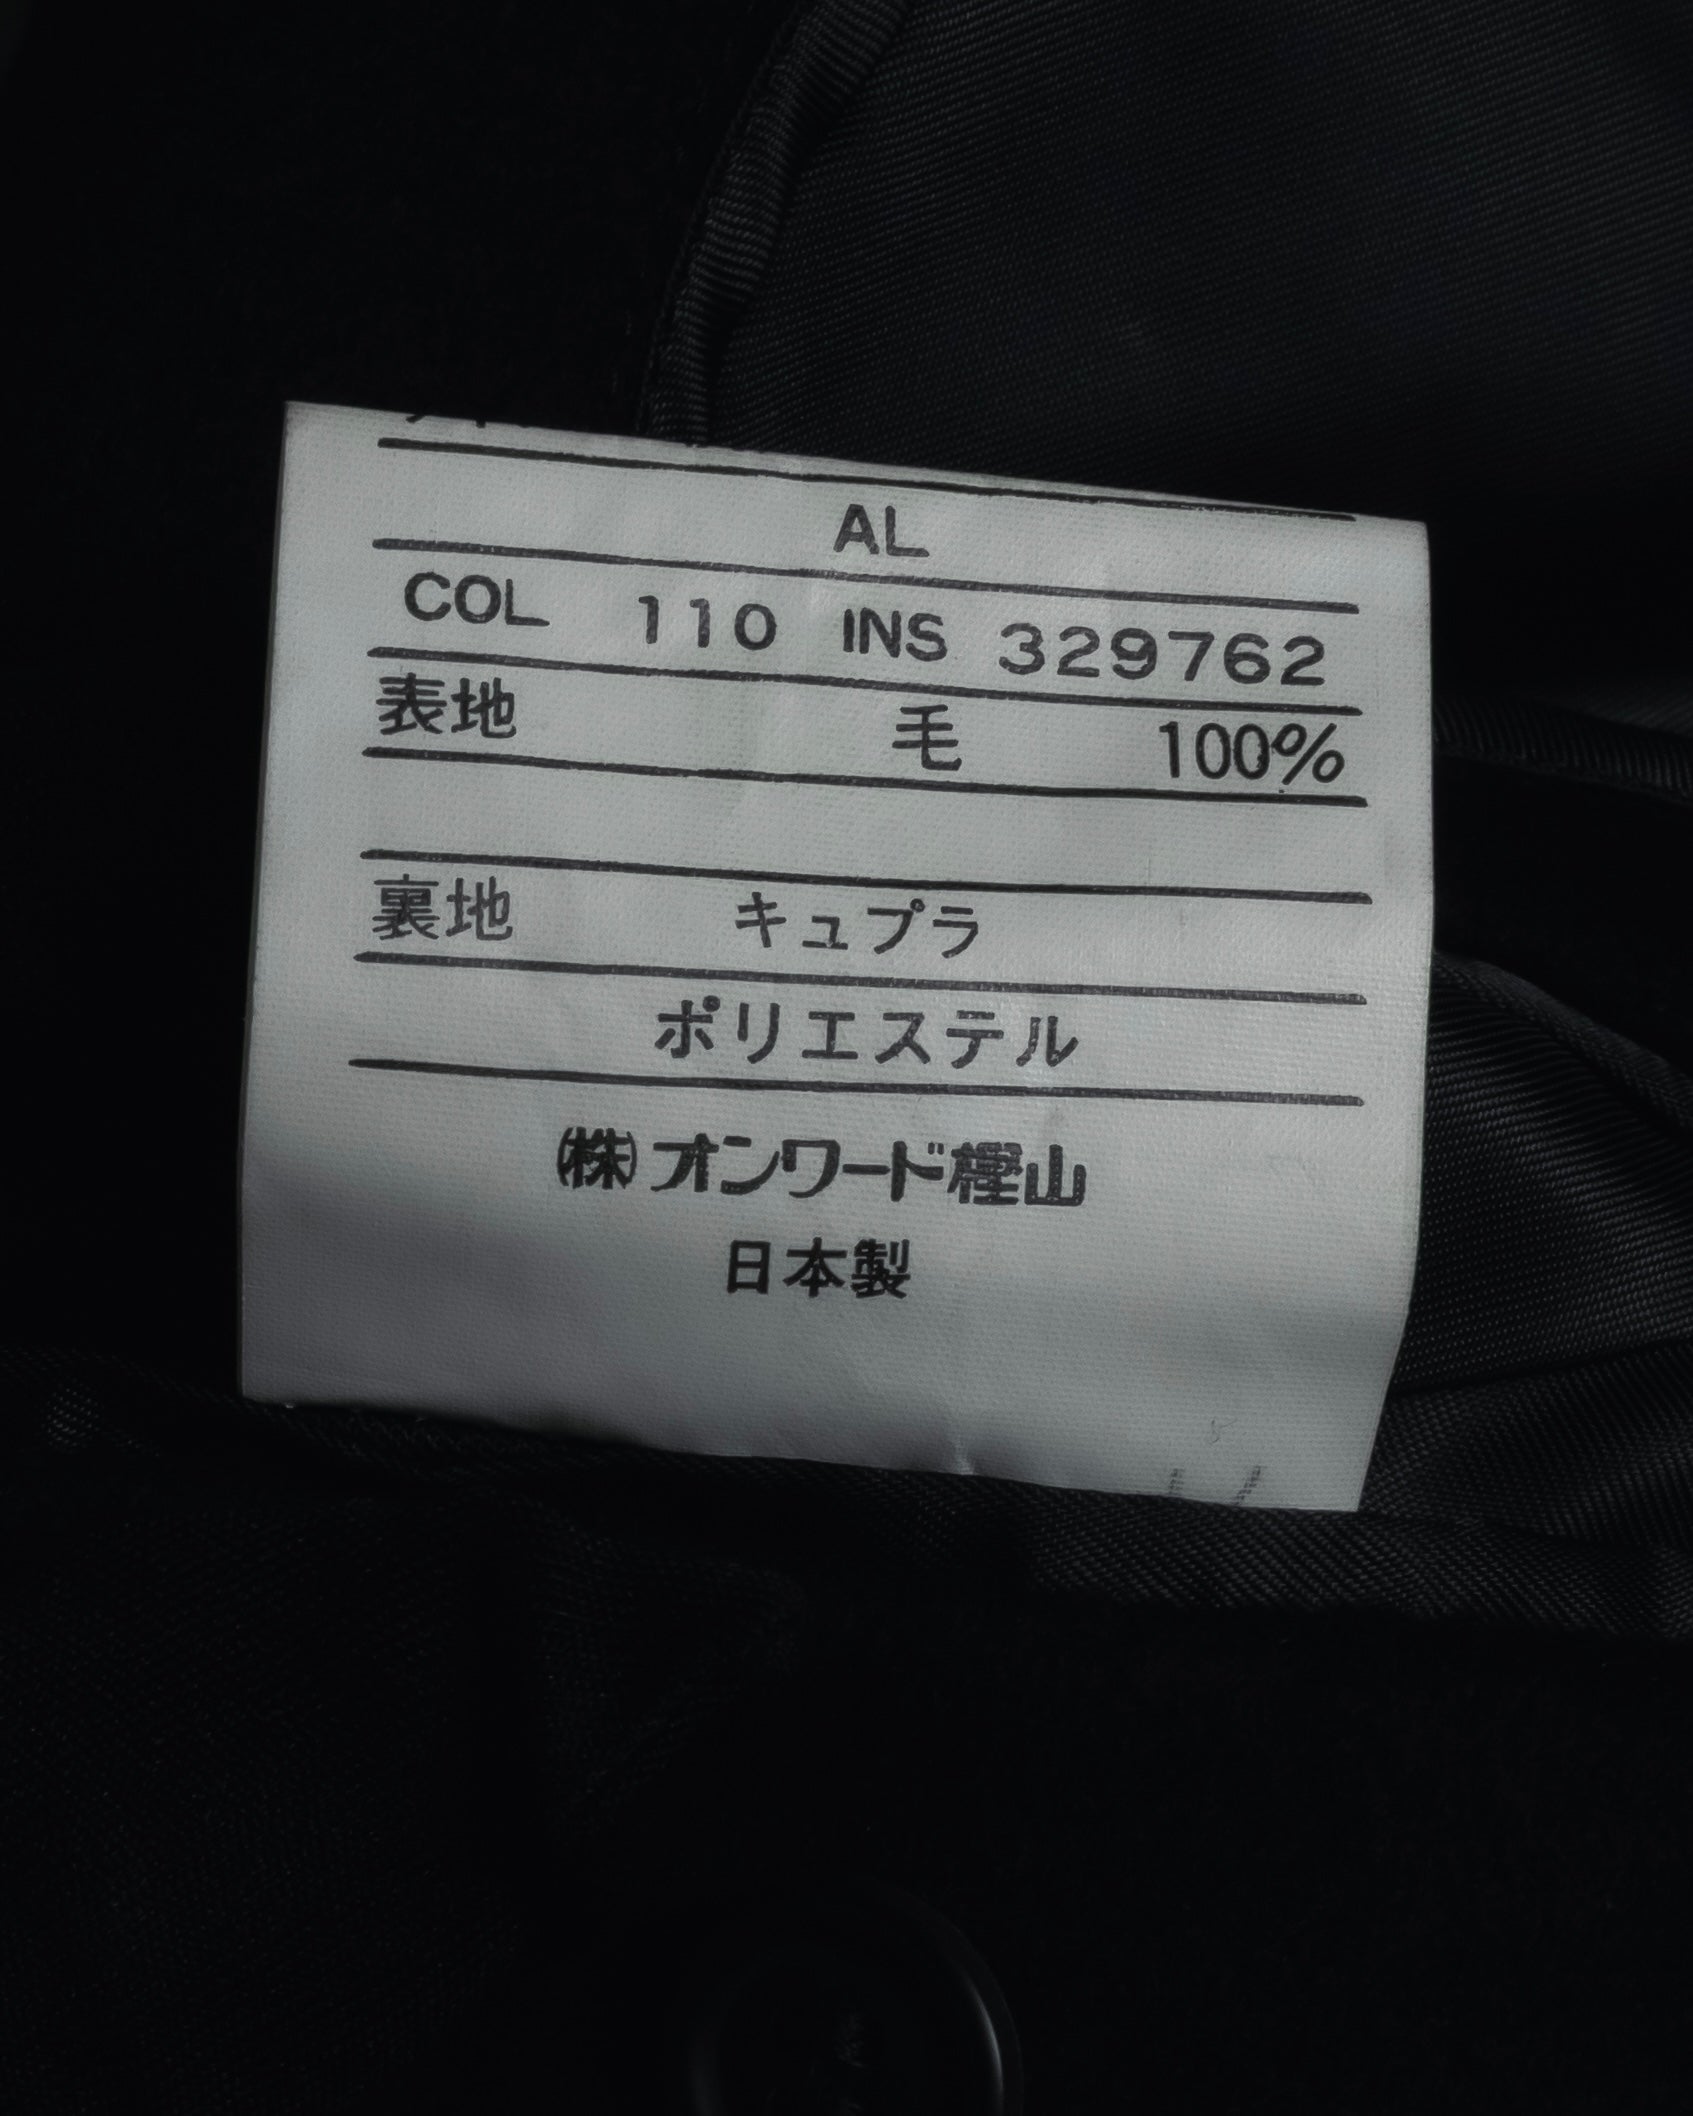 AL
COL 110 INS 329762
表地 毛 100%
裏地 キュプラ
ポリエステル
㈱オンワード樫山
日本製